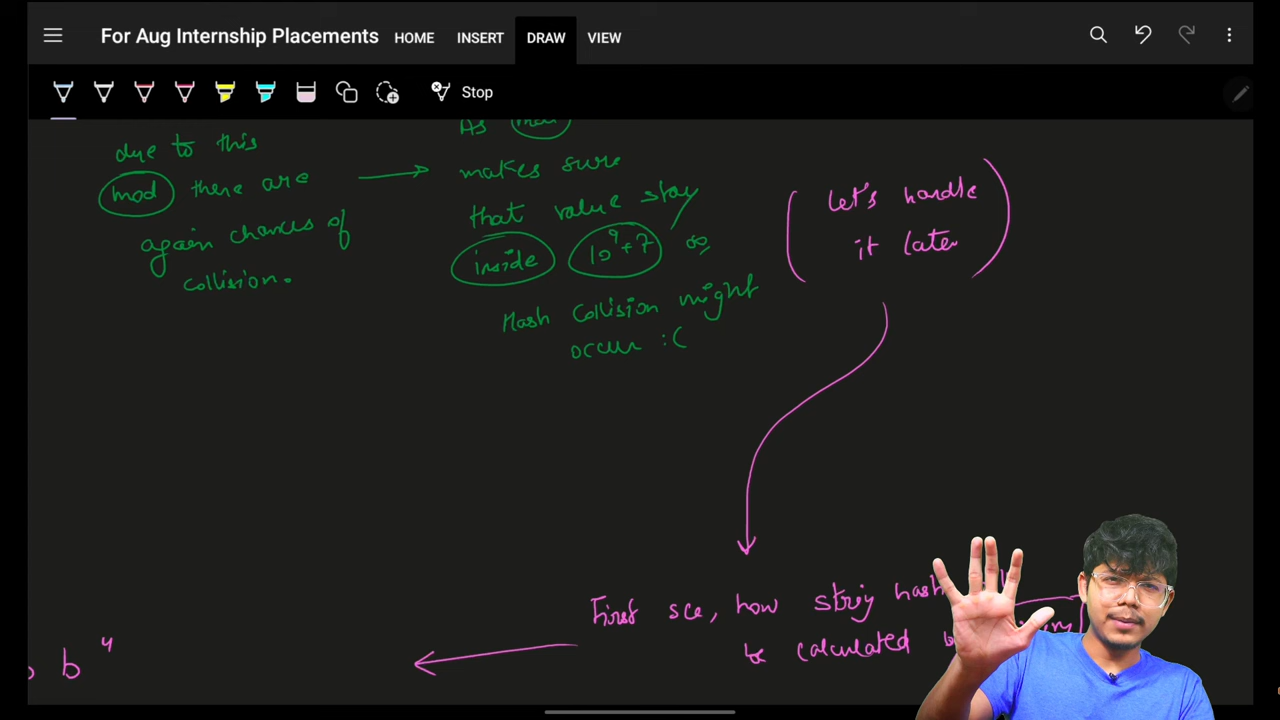 For Aug Internship Placements HOME INSERT DRAW VIEW
Stop
due to this
mod there are
again chances of
collision.
As
makes sure
that value stay
inside 10^9+7 so,
Hash Collision might
occur :(
Let's handle
it later
First see, how string hash
be calculated
b "